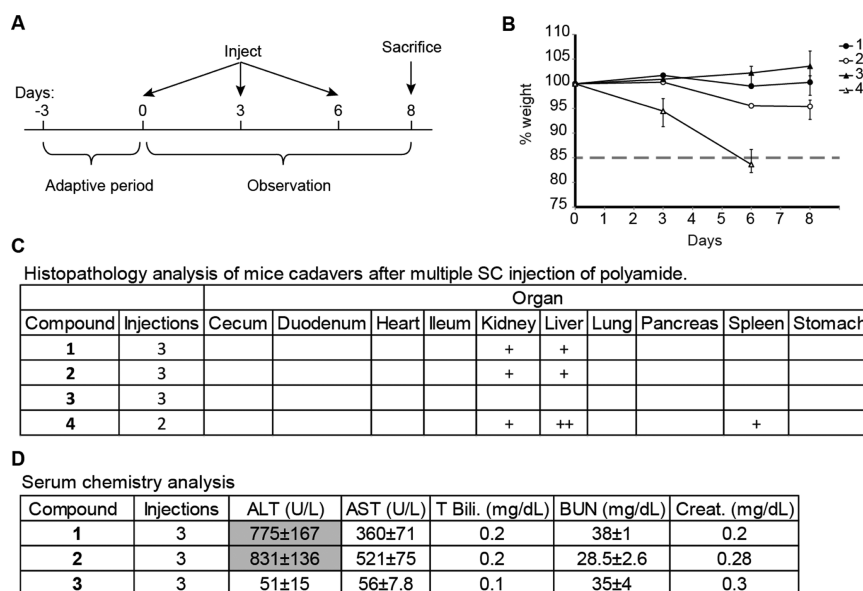 A
Inject
Sacrifice
Days:
-3 0 3 6 8
Adaptive period
Observation
B
110
105
100
95
90
85
80
75
% weight
0 1 2 3 4 5 6 7 8
Days
1
2
3
4
C
Histopathology analysis of mice cadavers after multiple SC injection of polyamide.
Organ
Compound Injections Cecum Duodenum Heart Ileum Kidney Liver Lung Pancreas Spleen Stomach
1 3 + +
2 3 + +
3 3
4 2 + ++ +
D
Serum chemistry analysis
Compound Injections ALT (U/L) AST (U/L) T Bili. (mg/dL) BUN (mg/dL) Creat. (mg/dL)
1 3 775±167 360±71 0.2 38±1 0.2
2 3 831±136 521±75 0.2 28.5±2.6 0.28
3 3 51±15 56±7.8 0.1 35±4 0.3